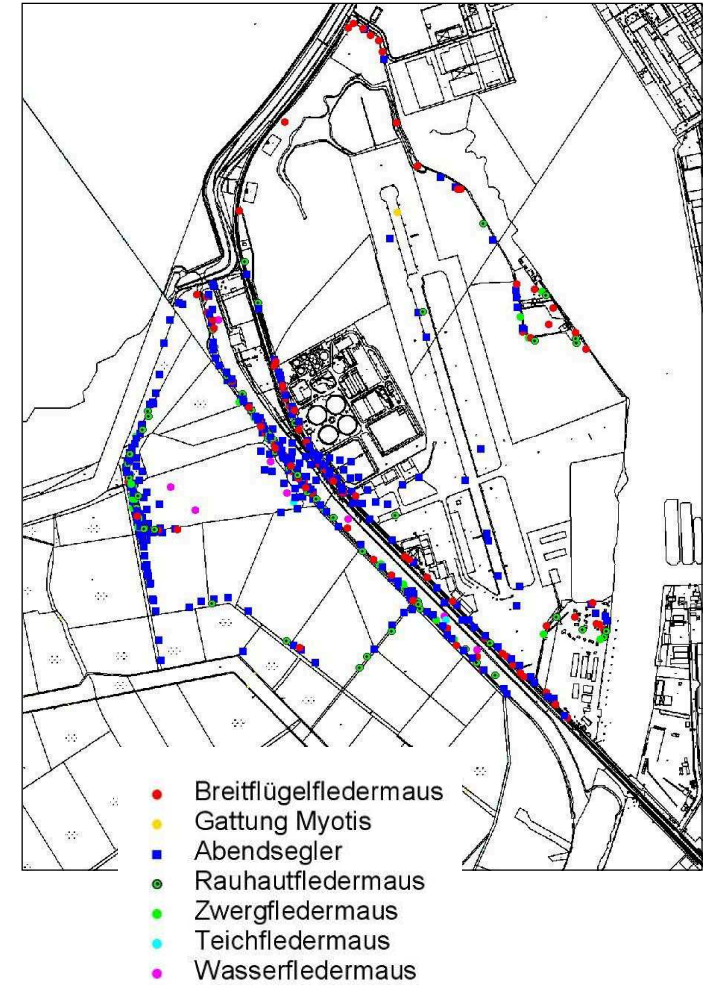 Breitflügelfledermaus
Gattung Myotis
Abendsegler
Rauhautfledermaus
Zwergfledermaus
Teichfledermaus
Wasserfledermaus